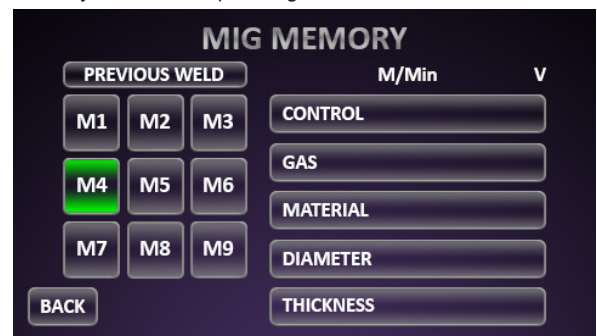 MIG MEMORY
PREVIOUS WELD
M/Min V
M1 M2 M3
M4 M5 M6
M7 M8 M9
CONTROL
GAS
MATERIAL
DIAMETER
THICKNESS
BACK